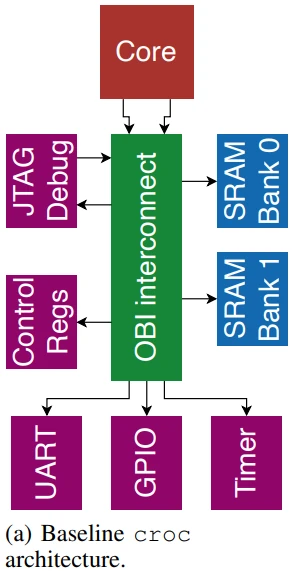 Core
JTAG
Debug
OBI interconnect
SRAM
Bank 0
Control
Regs
SRAM
Bank 1
UART
GPIO
Timer
(a) Baseline croc
architecture.